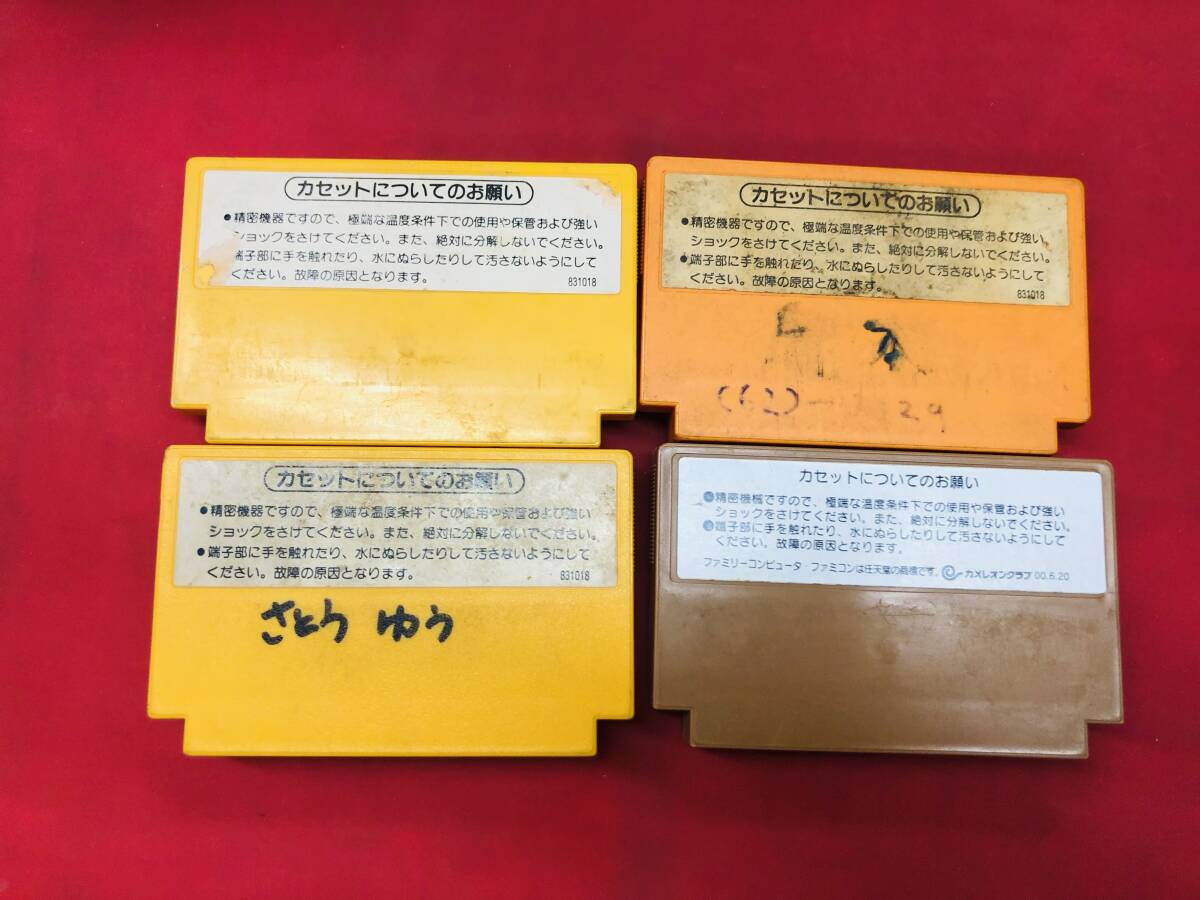 カセットについてのお願い
●精密機器ですので、極端な温度条件下での使用や保管および強い
ショックをさけてください。また、絶対に分解しないでください。
端子部に手を触れたり、水にぬらしたりして汚さないようにして
ください。故障の原因となります。
831018
カセットについてのお願い
●精密機器ですので、極端な温度条件下での使用や保管および強い
ショックをさけてください。また、絶対に分解しないでください。
●端子部に手を触れたり、水にぬらしたりして汚さないようにして
ください。故障の原因となります。
831018
(62)
29
カセットについてのお願い
●精密機器ですので、極端な温度条件下での使用や保管および強い
ショックをさけてください。また、絶対に分解しないでください。
●端子部に手を触れたり、水にぬらしたりして汚さないようにして
ください。故障の原因となります。
831018
さとう ゆう
カセットについてのお願い
●精密機械ですので、極端な温度条件下での使用や保管および強い
ショックをさけてください。また、絶対に分解しないでください。
●端子部に手を触れたり、水にぬらしたりして汚さないようにして
ください。故障の原因となります。
ファミリーコンピュータ・ファミコンは任天堂の商標です。 カメレオンクラブ 00.6.20